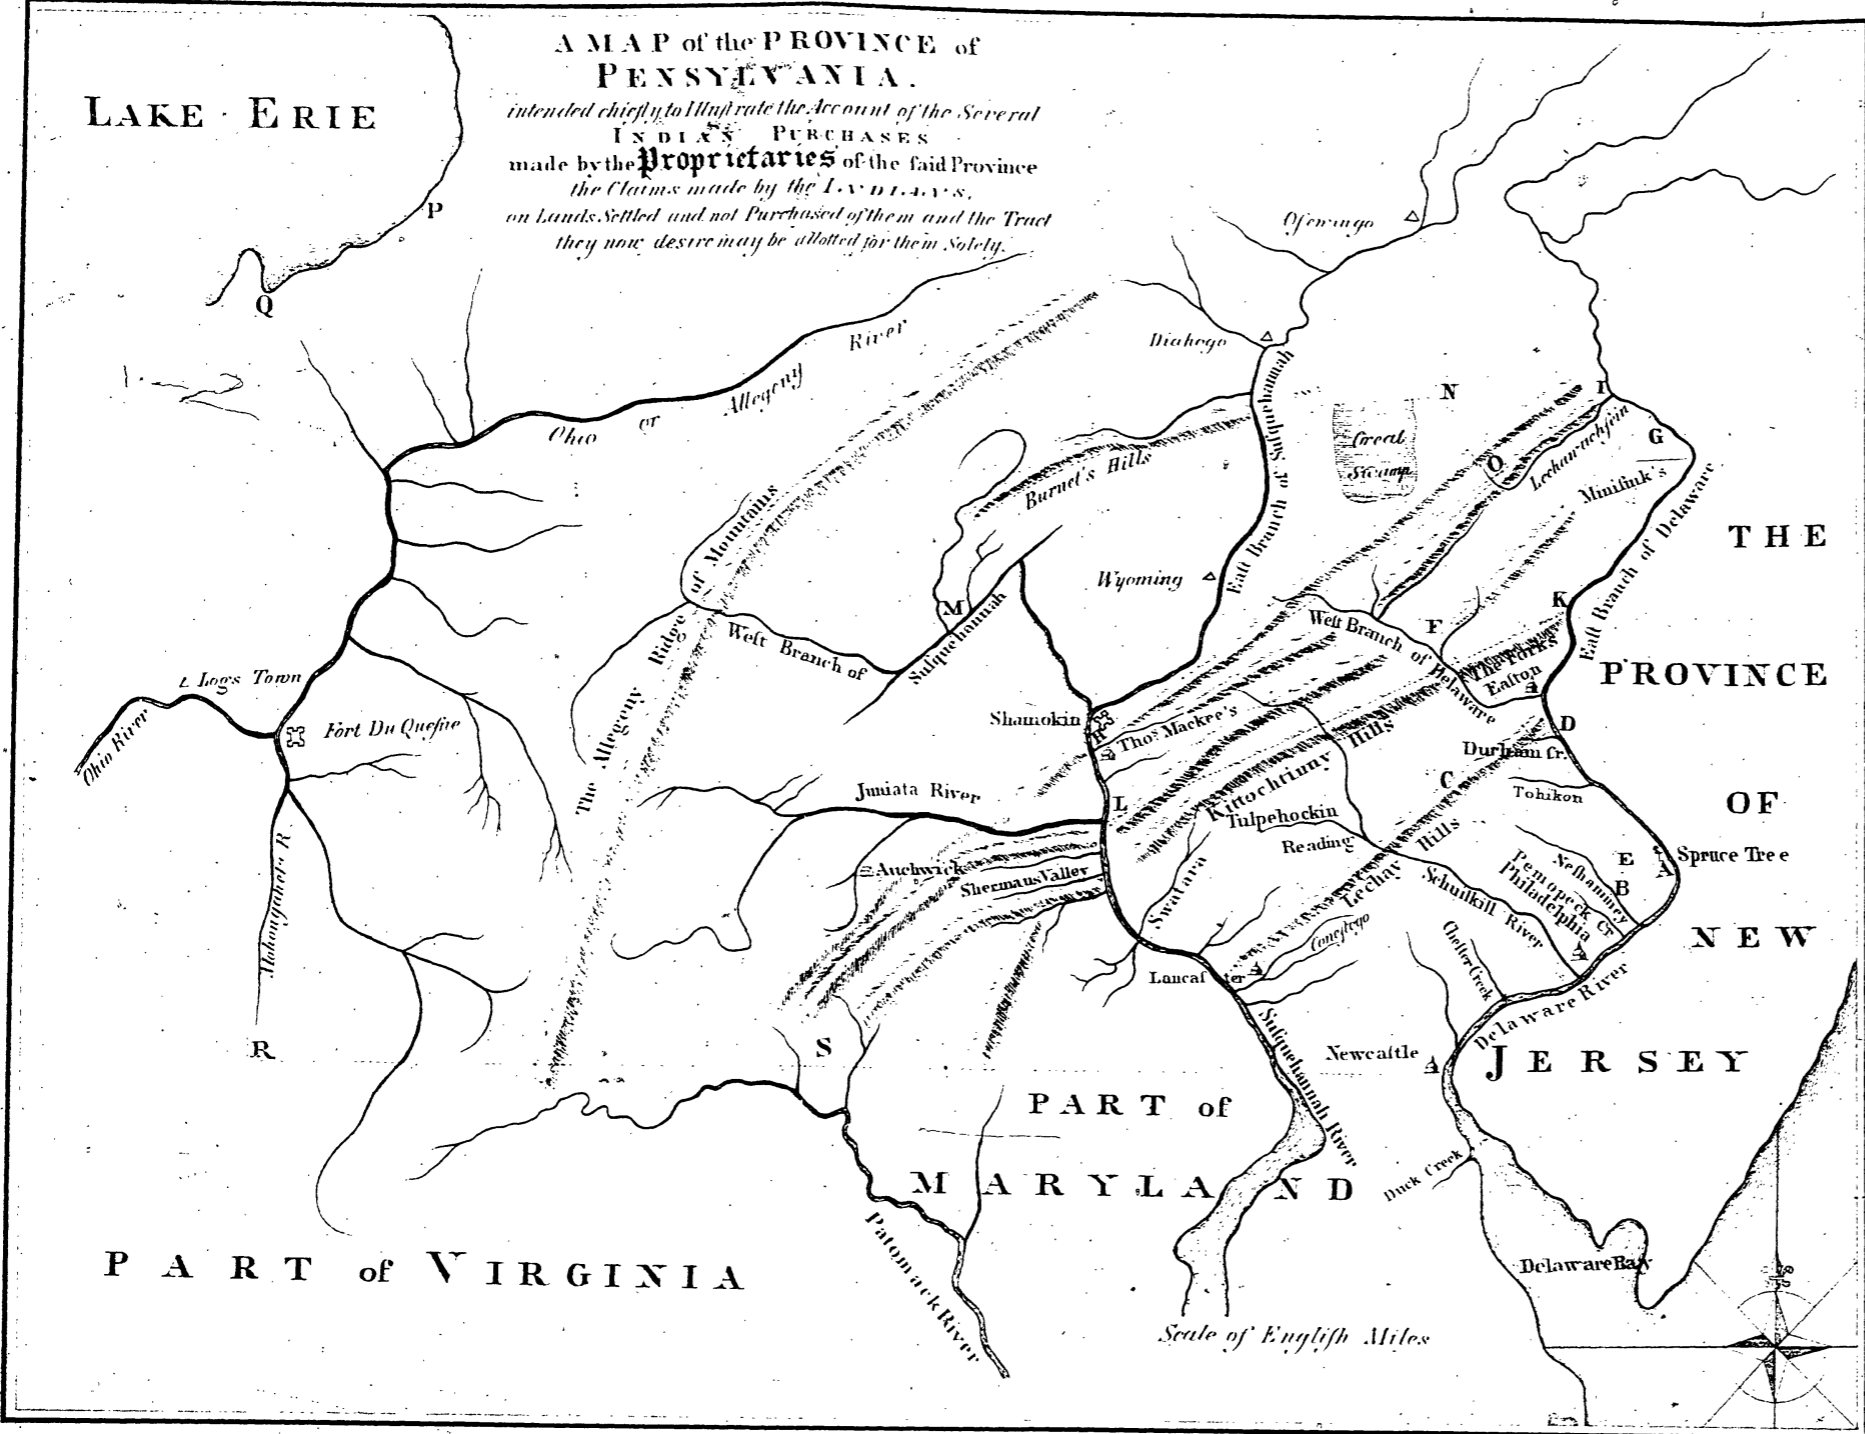 A MAP of the PROVINCE of
PENSYLVANIA.
intended chiefly to Illuſtrate the Account of the Several
INDIAN PURCHASES
made by the Proprietaries of the ſaid Province
the Claims made by the INDIANS,
on Lands Settled and not Purchased of them and the Tract
they now desire may be allotted for them Solely.
LAKE ERIE
P
Q
Oſewingo
Diahogo
Ohio or Allegeny River
N
I
Great
Swamp
O
Lechawachſein
G
Miniſink's
Burnet's Hills
Eaſt Branch of Suſquehannah
Wyoming
THE
PROVINCE
OF
NEW
JERSEY
Eaſt Branch of Delaware
K
F
Weſt Branch of Delaware
The Forks
Eaſton
M
Weſt Branch of Suſquehannah
The Allegeny Ridge of Mountains
Logs Town
Ohio River
Fort Du Queſne
Shamokin
H
Thoˢ Mackee's
D
Durham Cr.
Tohikon
C
Kittochtinny Hills
L
Juniata River
Tulpehockin
Reading
Lechay Hills
E
Spruce Tree
A
B
Neſhammey
Pemopeck Cr
Philadelphia
Schuilkill River
Auchwick
Shermans Valley
Swatara
Coneſtogo
Lancaſter
Cheſter Creek
Delaware River
Mohongahera R
R
S
Suſquehannah River
Newcaſtle
PART of
MARYLAND
Duck Creek
Patomack River
PART of VIRGINIA
Delaware Bay
Scale of Engliſh Miles